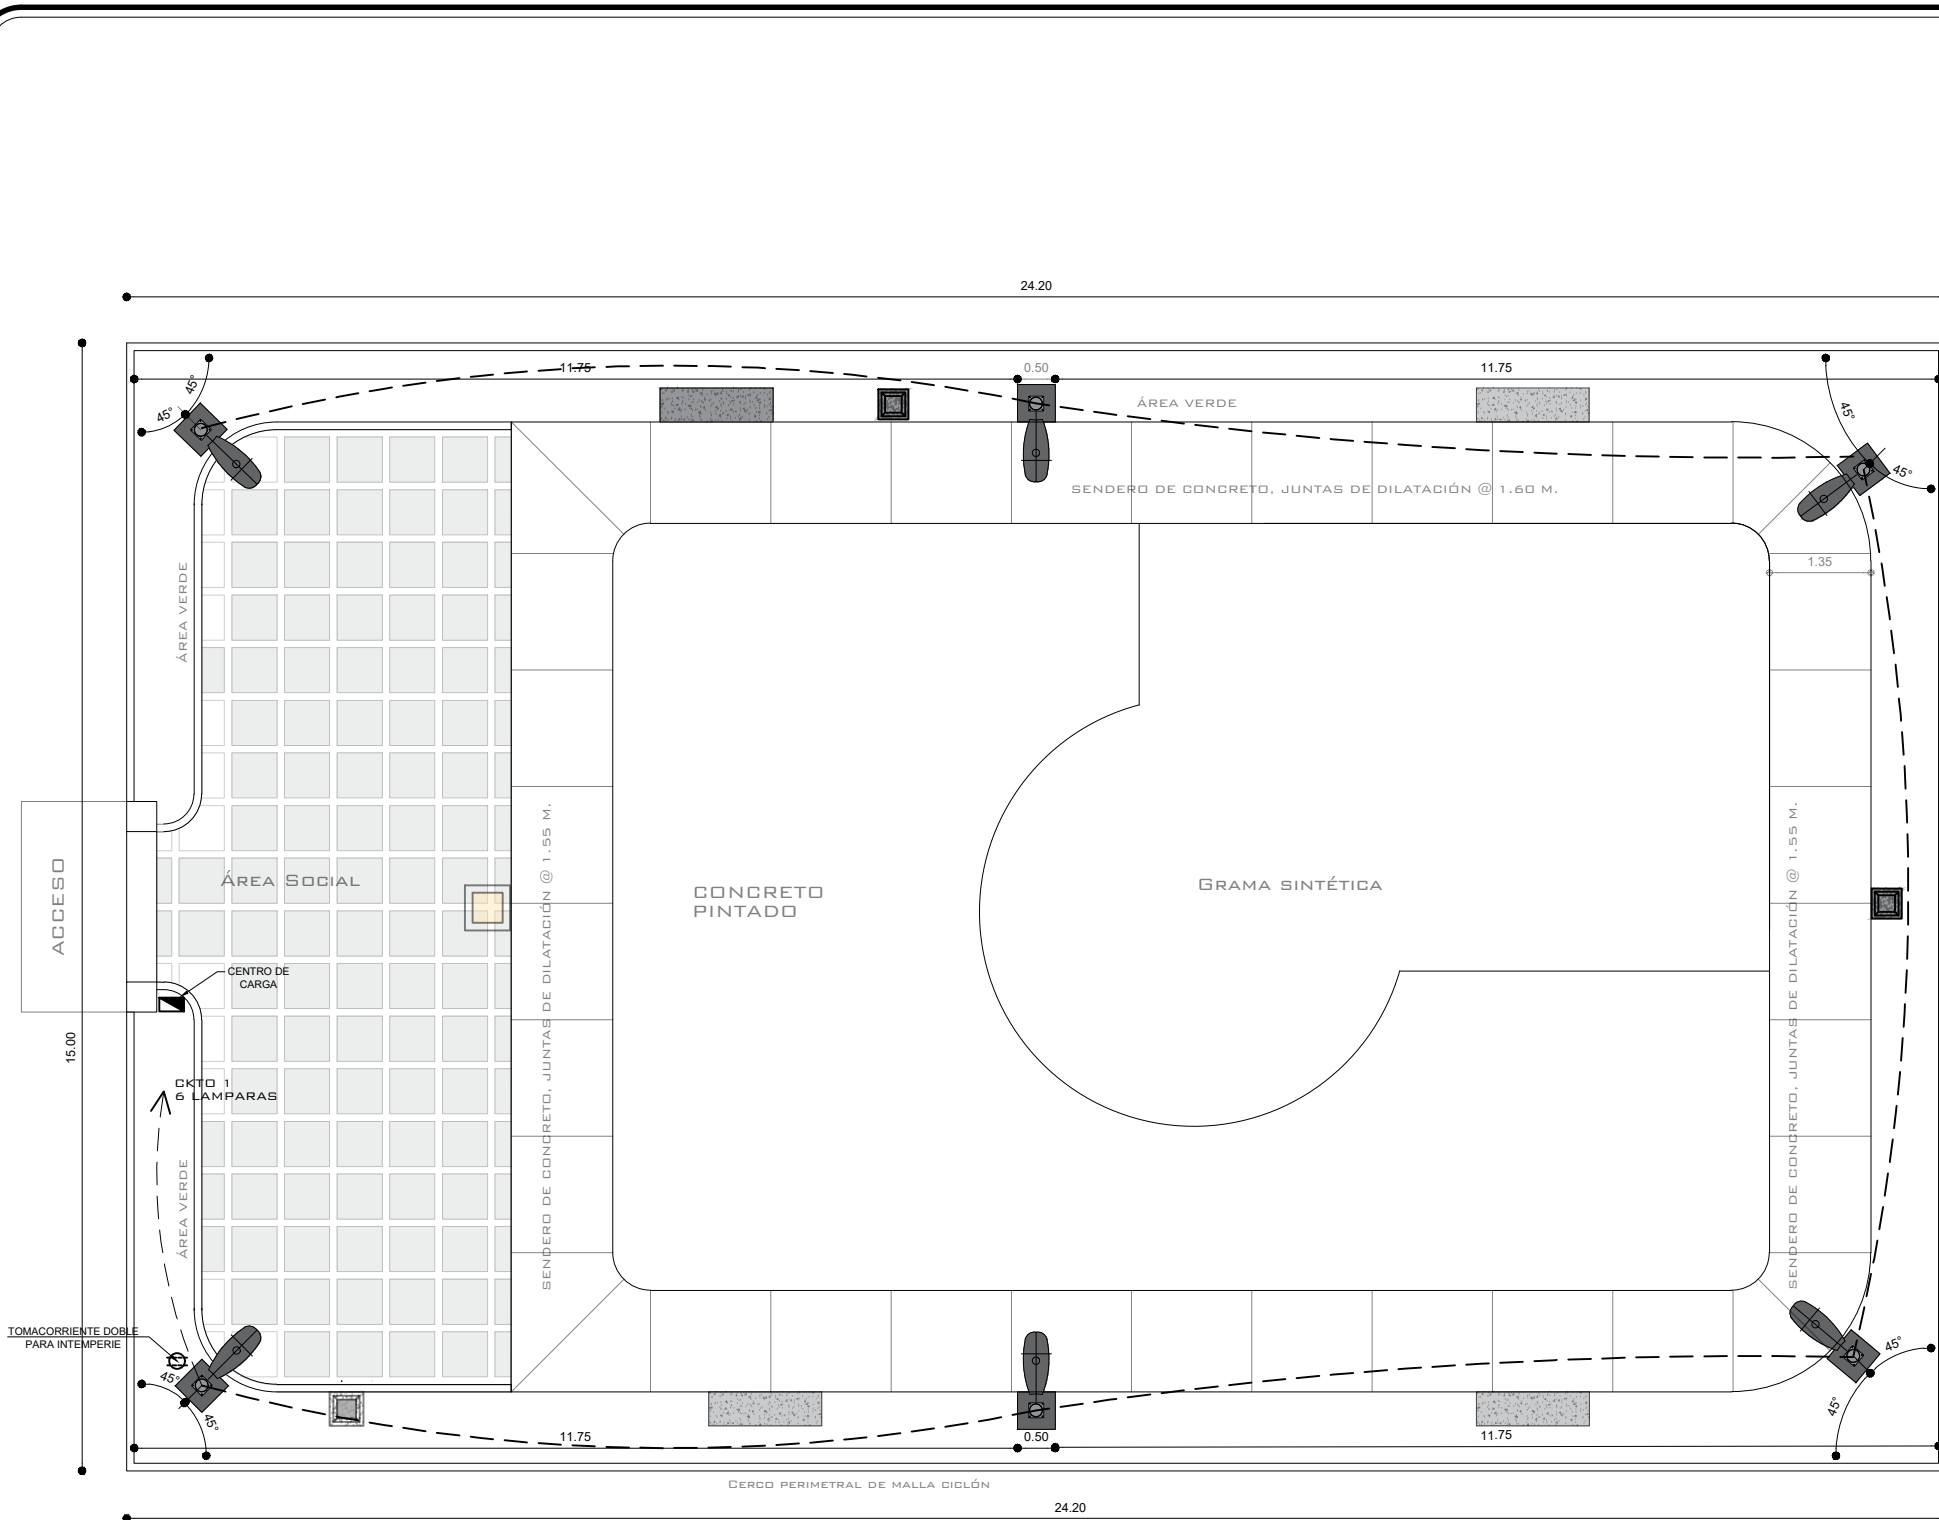 24.20
11.75
0.50
11.75
45°
45°
45°
45°
ÁREA VERDE
SENDERO DE CONCRETO, JUNTAS DE DILATACIÓN @ 1.60 M.
1.35
ÁREA VERDE
ACCESO
ÁREA SOCIAL
SENDERO DE CONCRETO, JUNTAS DE DILATACIÓN @ 1.55 M.
CONCRETO
PINTADO
GRAMA SINTÉTICA
SENDERO DE CONCRETO, JUNTAS DE DILATACIÓN @ 1.55 M.
CENTRO DE
CARGA
15.00
CKTO 1
6 LAMPARAS
ÁREA VERDE
TOMACORRIENTE DOBLE
PARA INTEMPERIE
45°
45°
45°
45°
11.75
0.50
11.75
CERCO PERIMETRAL DE MALLA CICLÓN
24.20